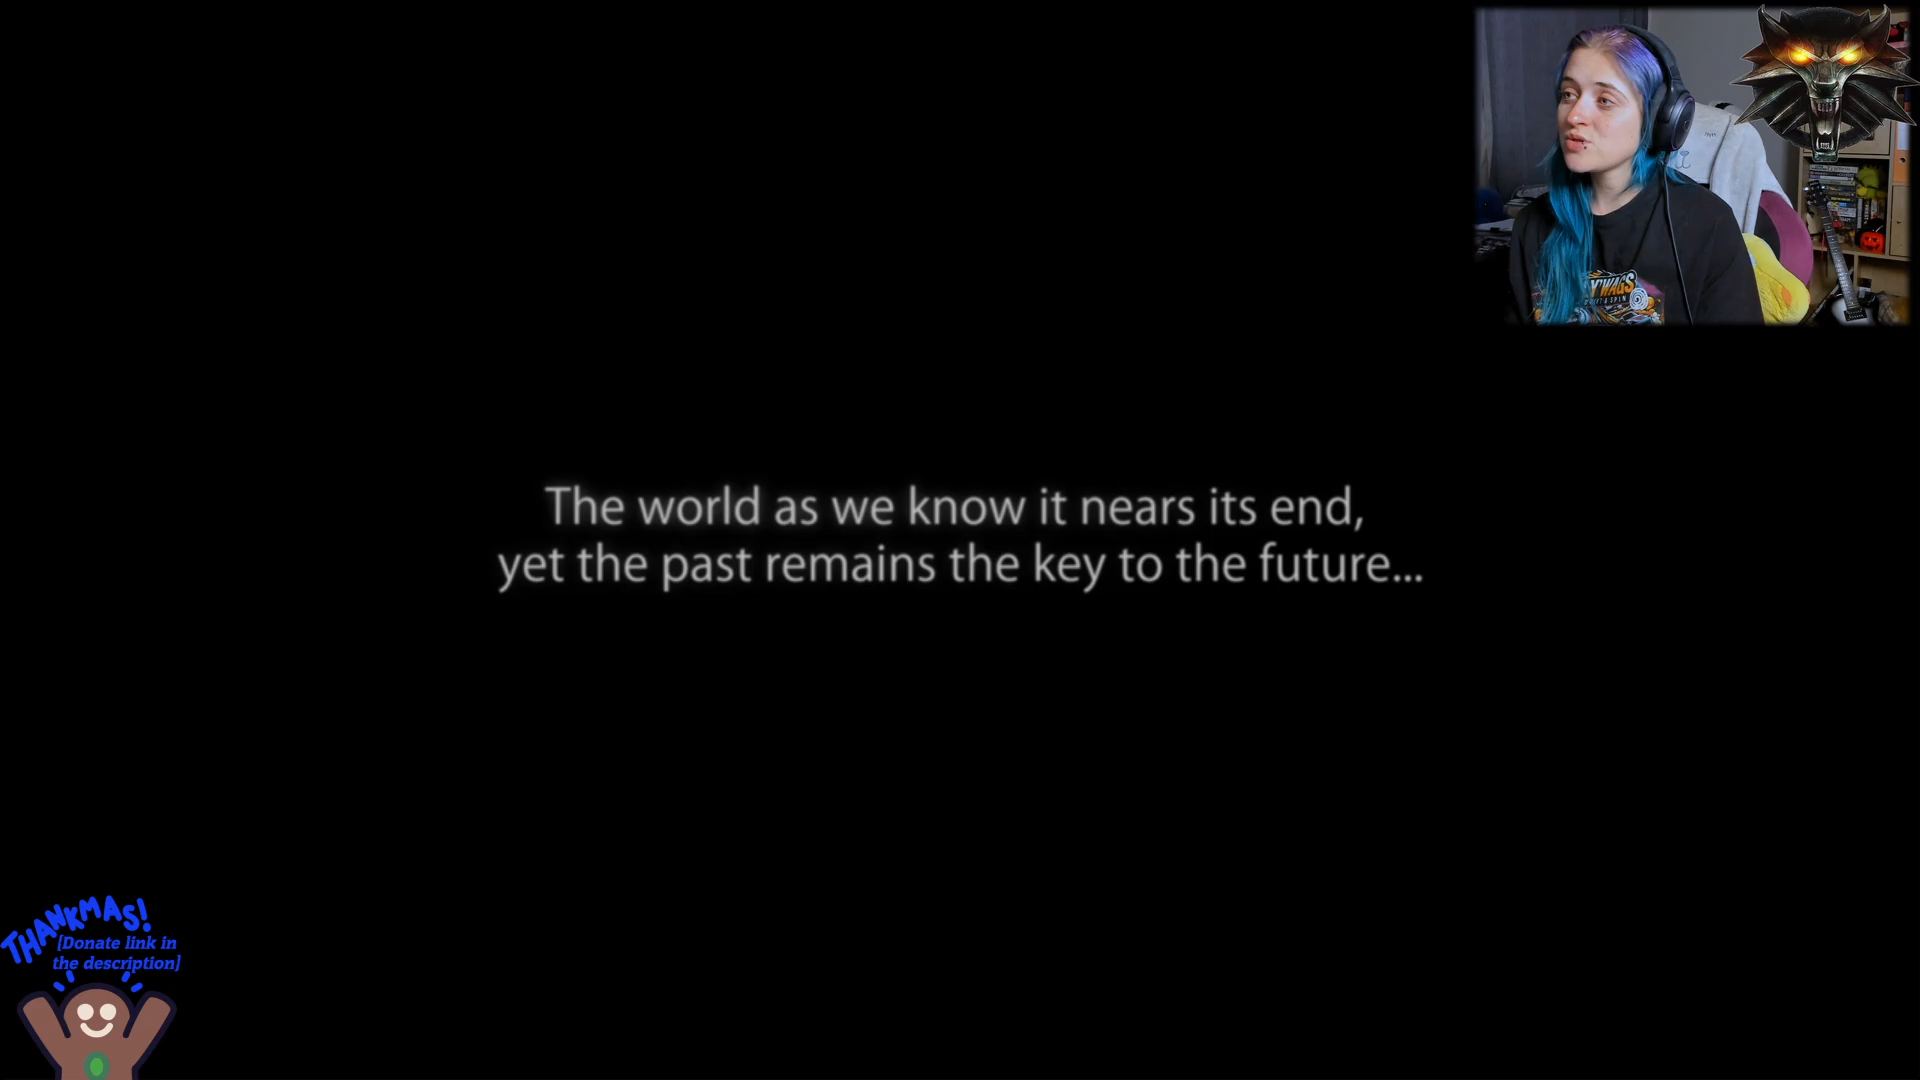 The world as we know it nears its end,
yet the past remains the key to the future...
THANKMAS!
[Donate link in
the description]
Y'WAGS